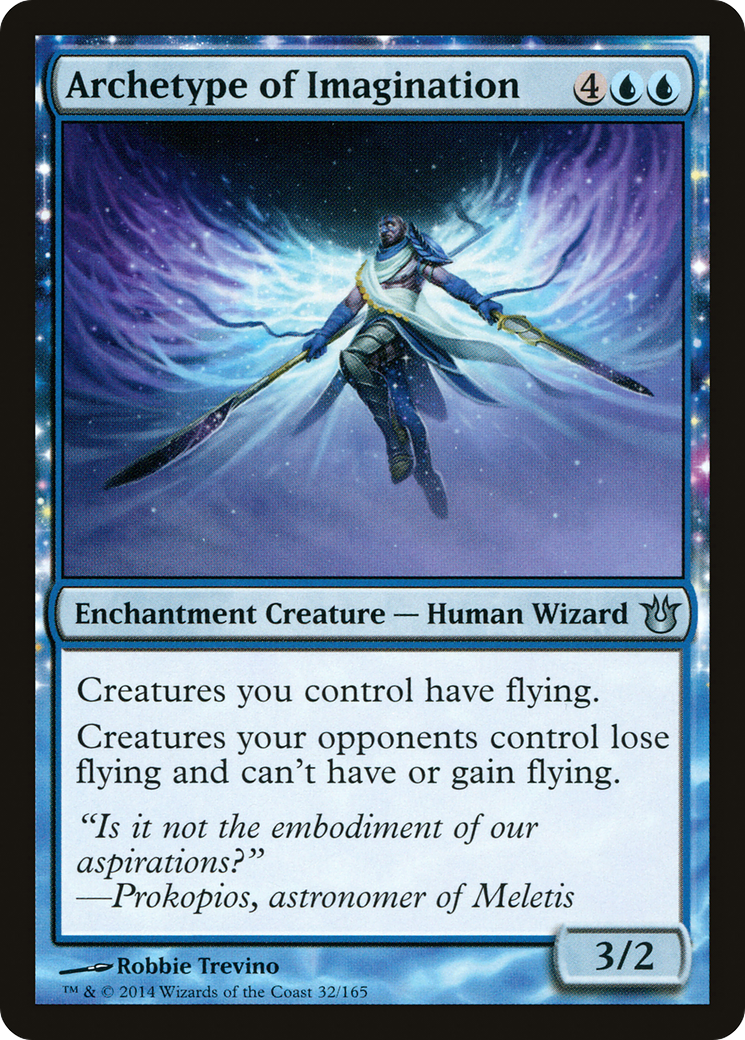 Archetype of Imagination 4
Enchantment Creature — Human Wizard
Creatures you control have flying.
Creatures your opponents control lose
flying and can't have or gain flying.
“Is it not the embodiment of our
aspirations?”
—Prokopios, astronomer of Meletis
3/2
Robbie Trevino
™ & © 2014 Wizards of the Coast 32/165